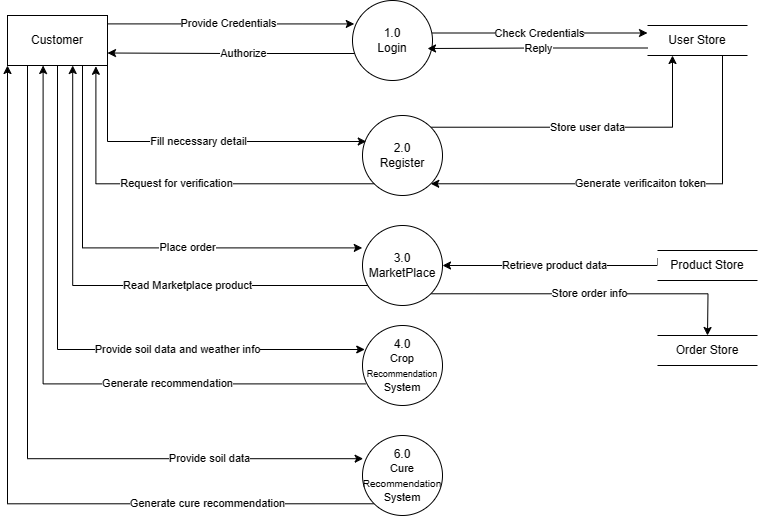 Customer
Provide Credentials
Authorize
1.0
Login
Check Credentials
Reply
User Store
Fill necessary detail
Request for verification
2.0
Register
Store user data
Generate verificaiton token
Place order
Read Marketplace product
3.0
MarketPlace
Retrieve product data
Product Store
Store order info
Order Store
Provide soil data and weather info
Generate recommendation
4.0
Crop
Recommendation
System
Provide soil data
Generate cure recommendation
6.0
Cure
Recommendation
System